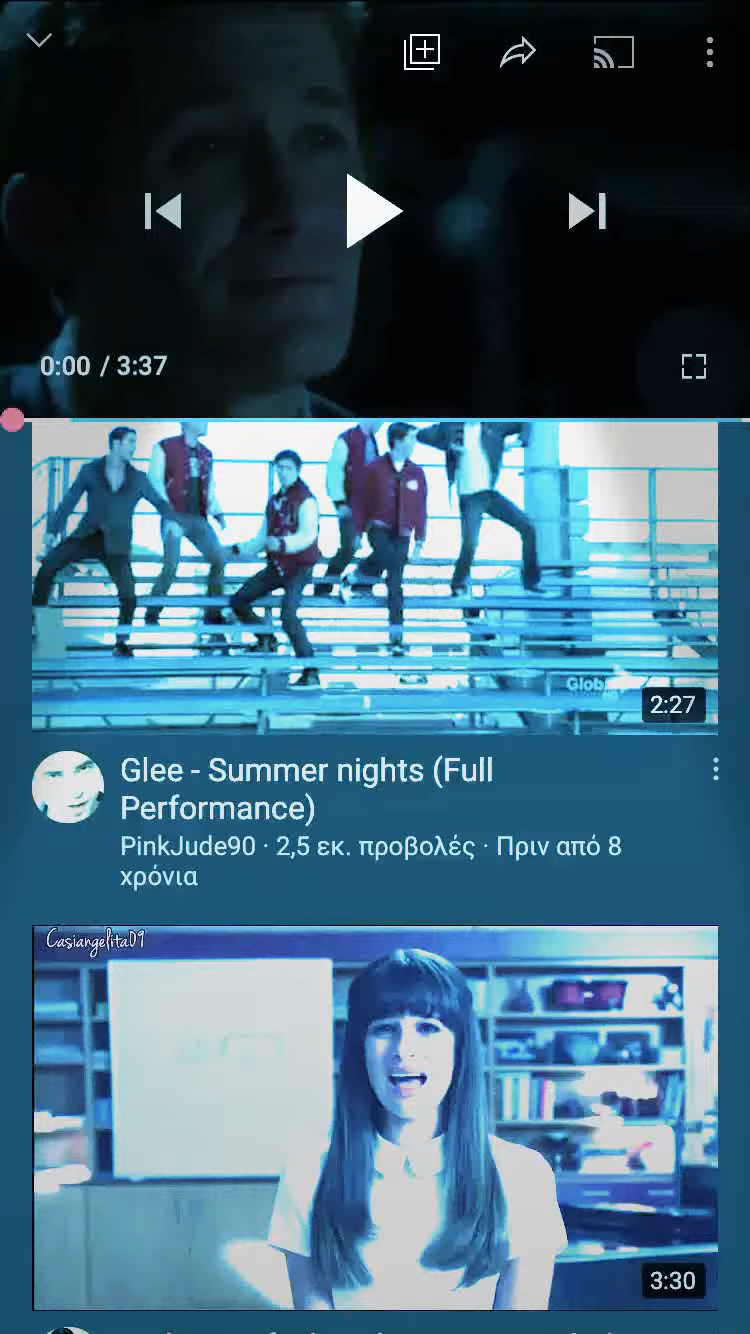 0:00 / 3:37
2:27
Glee - Summer nights (Full
Performance)
PinkJude90 · 2,5 εκ. προβολές · Πριν από 8
χρόνια
Casiangelita09
3:30